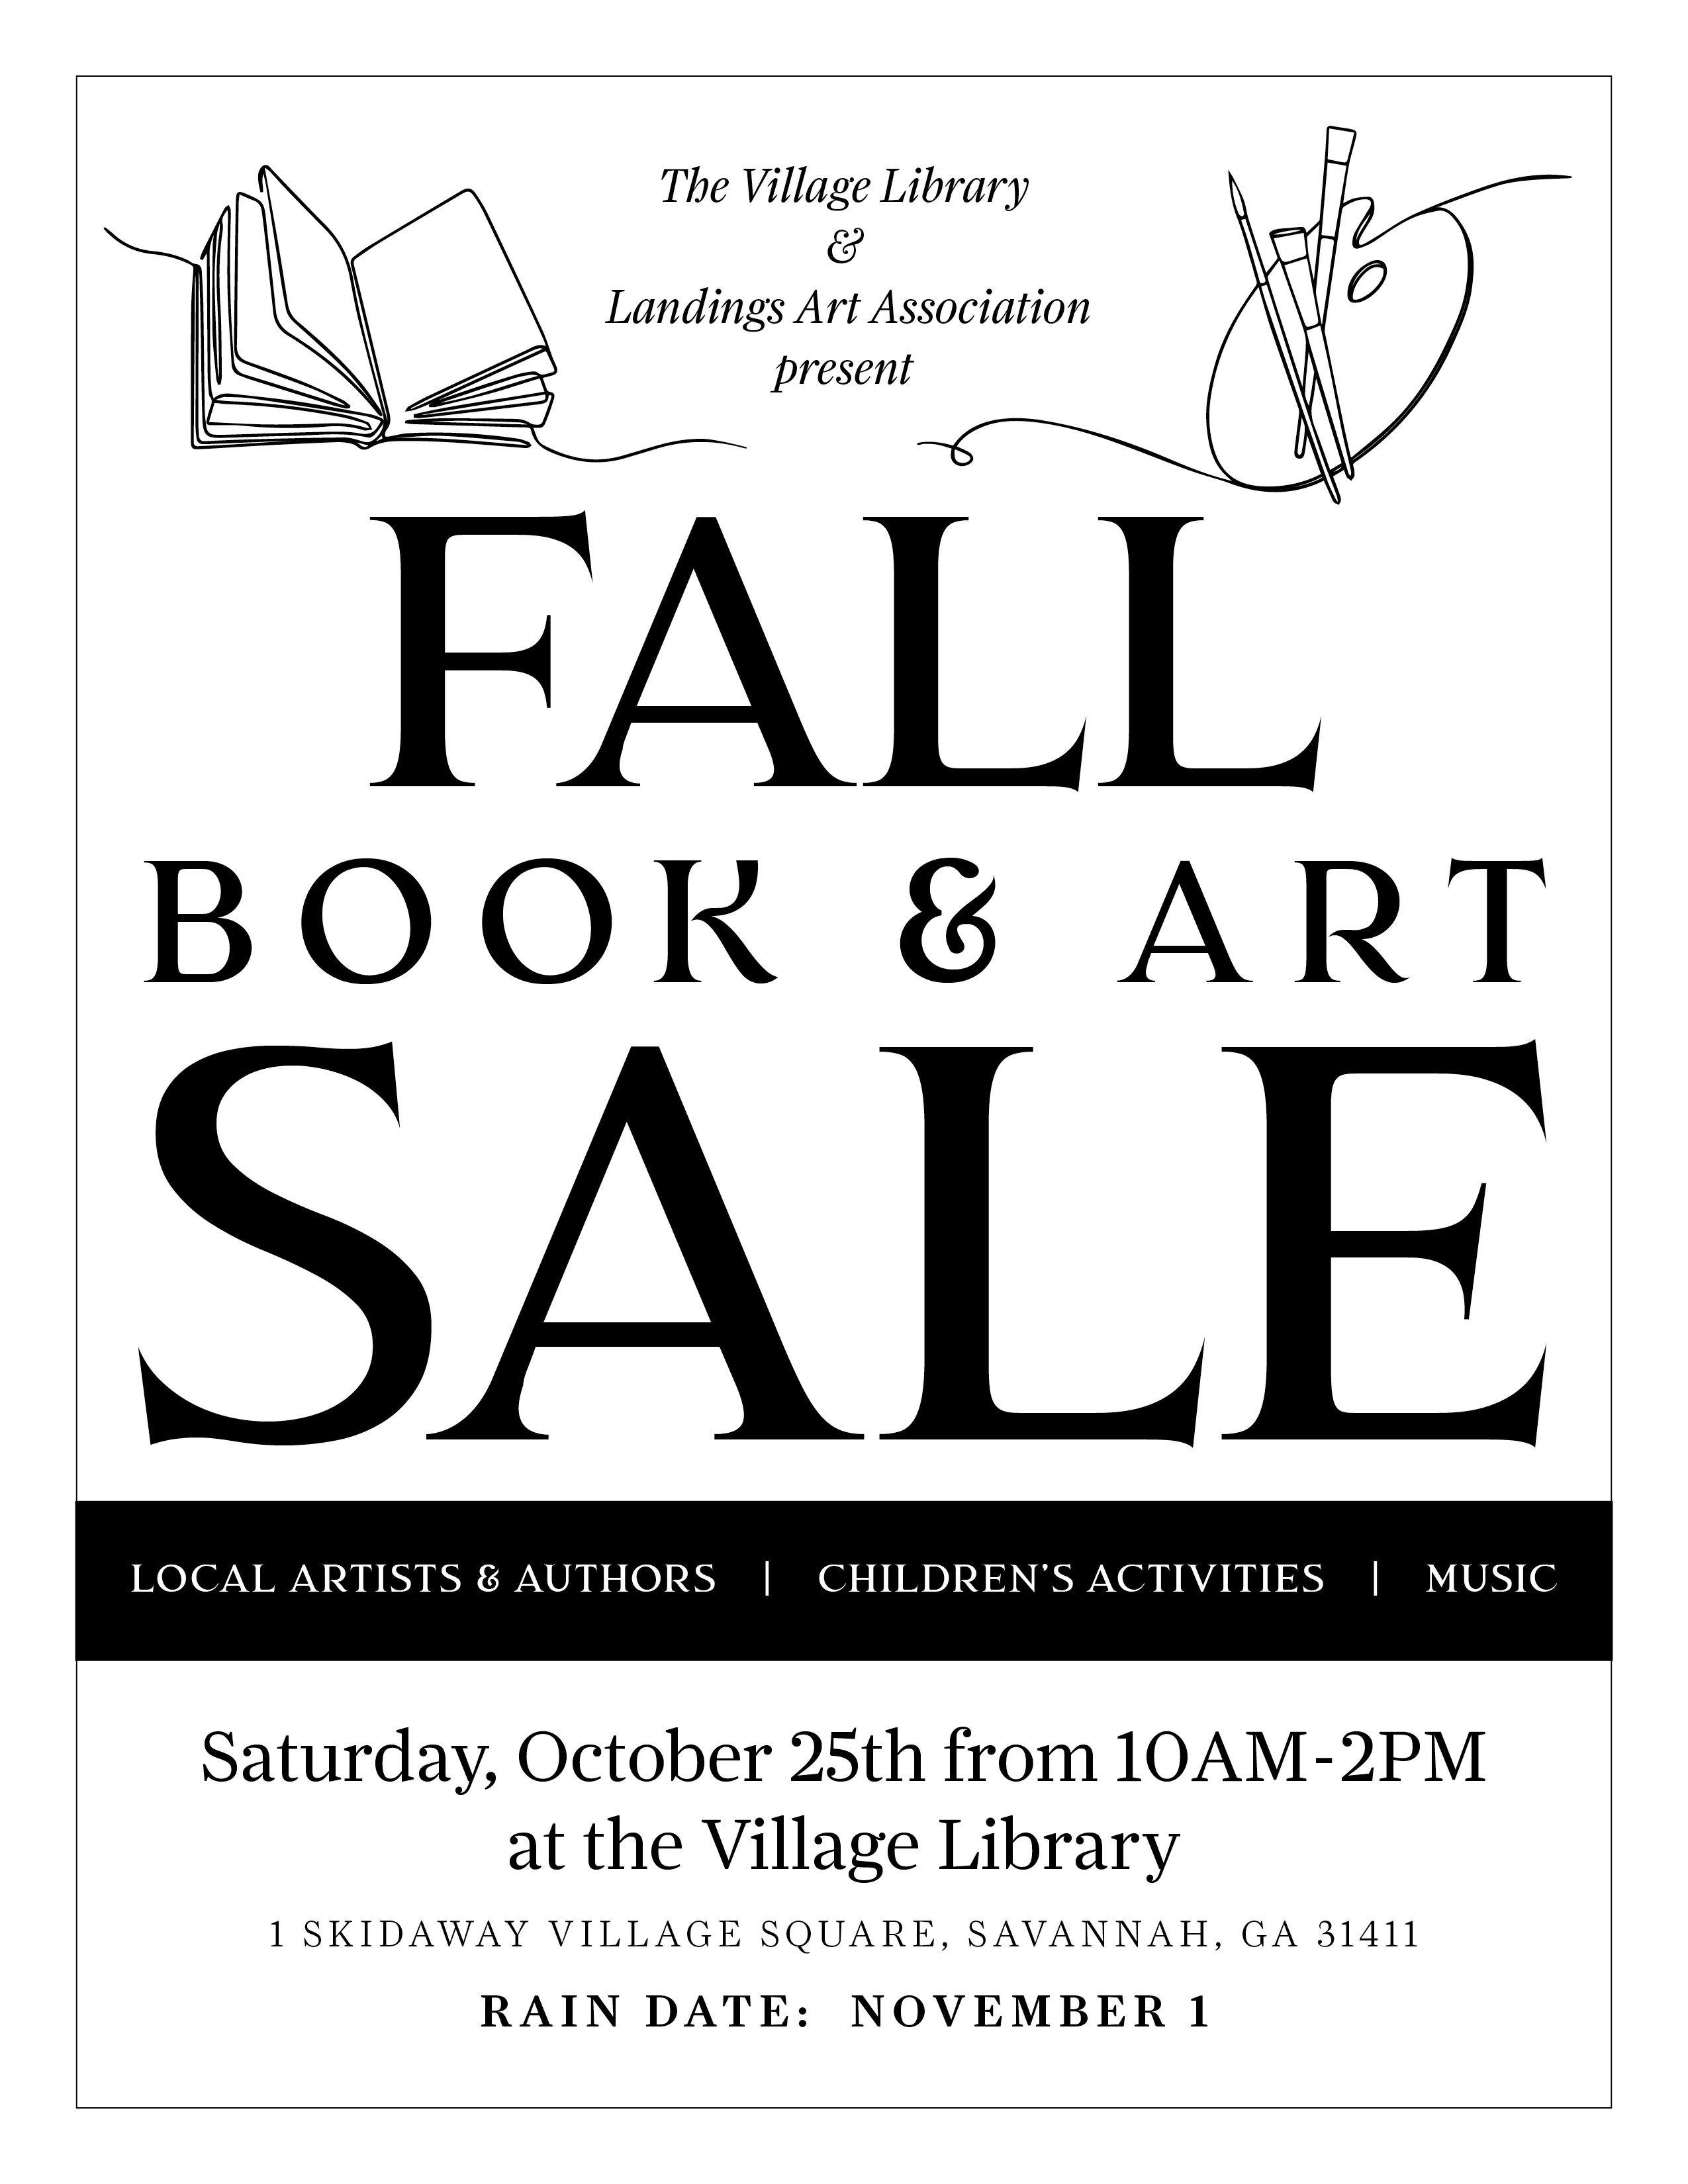 The Village Library
&
Landings Art Association
present
FALL
BOOK & ART
SALE
LOCAL ARTISTS & AUTHORS | CHILDREN'S ACTIVITIES | MUSIC
Saturday, October 25th from 10AM-2PM
at the Village Library
1 SKIDAWAY VILLAGE SQUARE, SAVANNAH, GA 31411
RAIN DATE: NOVEMBER 1